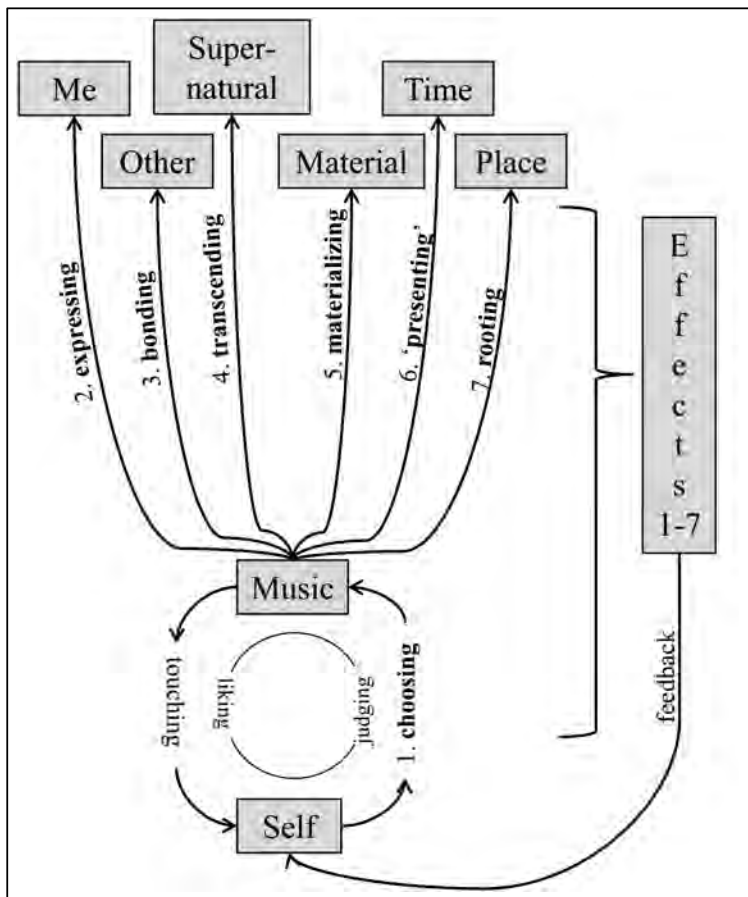 Super-
natural
Me
Time
Other
Material
Place
2. expressing
3. bonding
4. transcending
5. materializing
6. ‘presenting’
7. rooting
Effects
1-7
Music
touching
liking
judging
1. choosing
feedback
Self